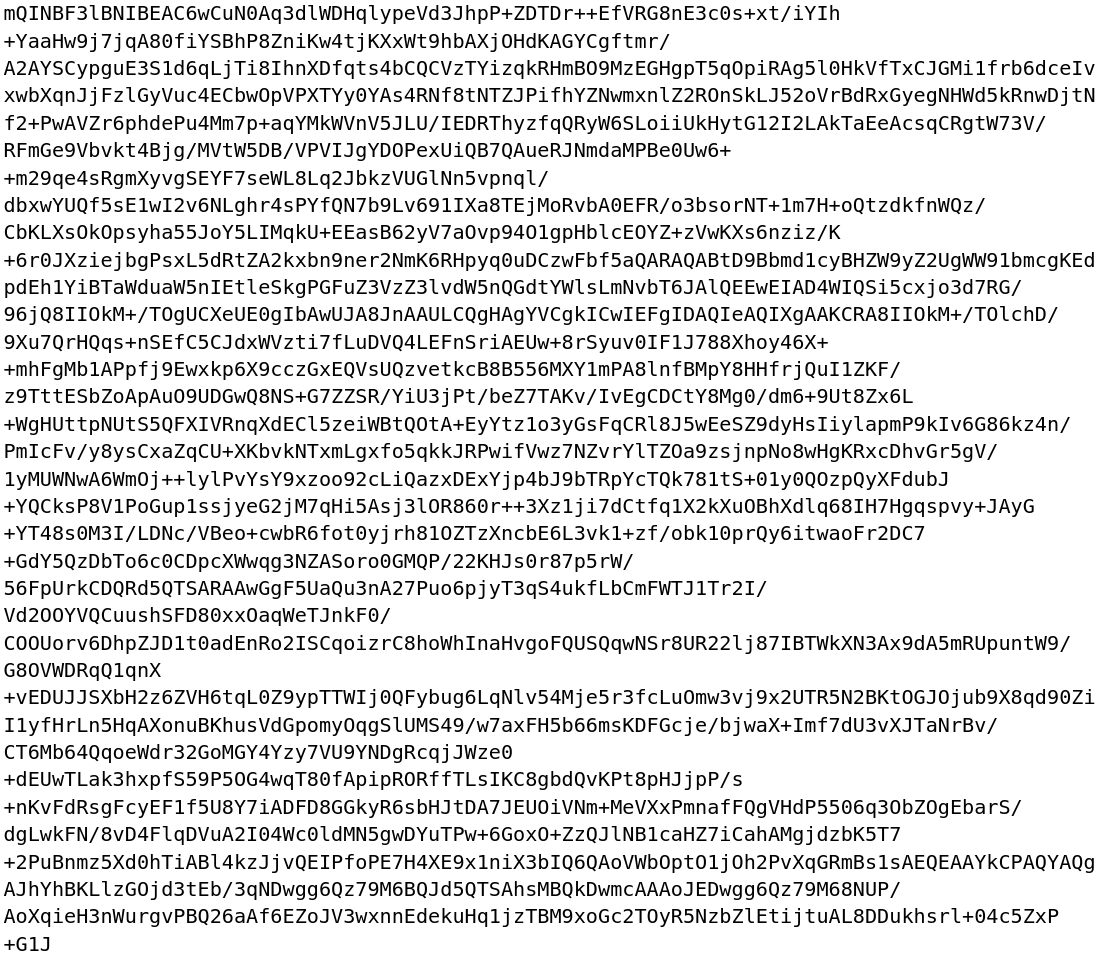 mQINBF3lBNIBEAC6wCuN0Aq3dlWDHqlypeVd3JhpP+ZDTDr++EfVRG8nE3c0s+xt/iYIh
+YaaHw9j7jqA80fiYSBhP8ZniKw4tjKXxWt9hbAXjOHdKAGYCgftmr/
A2AYSCypguE3S1d6qLjTi8IhnXDfqts4bCQCVzTYizqkRHmBO9MzEGHgpT5qOpiRAg5l0HkVfTxCJGMi1frb6dceIv
xwbXqnJjFzlGyVuc4ECbwOpVPXTYy0YAs4RNf8tNTZJPifhYZNwmxnlZ2ROnSkLJ52oVrBdRxGyegNHWd5kRnwDjtN
f2+PwAVZr6phdePu4Mm7p+aqYMkWVnV5JLU/IEDRThyzfqQRyW6SLoiiUkHytG12I2LAkTaEeAcsqCRgtW73V/
RFmGe9Vbvkt4Bjg/MVtW5DB/VPVIJgYDOPexUiQB7QAueRJNmdaMPBe0Uw6+
+m29qe4sRgmXyvgSEYF7seWL8Lq2JbkzVUGlNn5vpnql/
dbxwYUQf5sE1wI2v6NLghr4sPYfQN7b9Lv691IXa8TEjMoRvbA0EFR/o3bsorNT+1m7H+oQtzdkfnWQz/
CbKLXsOkOpsyha55JoY5LIMqkU+EEasB62yV7aOvp94O1gpHblcEOYZ+zVwKXs6nziz/K
+6r0JXziejbgPsxL5dRtZA2kxbn9ner2NmK6RHpyq0uDCzwFbf5aQARAQABtD9Bbmd1cyBHZW9yZ2UgWW91bmcgKEd
pdEh1YiBTaWduaW5nIEtleSkgPGFuZ3VzZ3lvdW5nQGdtYWlsLmNvbT6JAlQEEwEIAD4WIQSi5cxjo3d7RG/
96jQ8IIOkM+/TOgUCXeUE0gIbAwUJA8JnAAULCQgHAgYVCgkICwIEFgIDAQIeAQIXgAAKCRA8IIOkM+/TOlchD/
9Xu7QrHQqs+nSEfC5CJdxWVzti7fLuDVQ4LEFnSriAEUw+8rSyuv0IF1J788Xhoy46X+
+mhFgMb1APpfj9Ewxkp6X9cczGxEQVsUQzvetkcB8B556MXY1mPA8lnfBMpY8HHfrjQuI1ZKF/
z9TttESbZoApAuO9UDGwQ8NS+G7ZZSR/YiU3jPt/beZ7TAKv/IvEgCDCtY8Mg0/dm6+9Ut8Zx6L
+WgHUttpNUtS5QFXIVRnqXdECl5zeiWBtQOtA+EyYtz1o3yGsFqCRl8J5wEeSZ9dyHsIiylapmP9kIv6G86kz4n/
PmIcFv/y8ysCxaZqCU+XKbvkNTxmLgxfo5qkkJRPwifVwz7NZvrYlTZOa9zsjnpNo8wHgKRxcDhvGr5gV/
1yMUWNwA6WmOj++lylPvYsY9xzoo92cLiQazxDExYjp4bJ9bTRpYcTQk781tS+01y0QOzpQyXFdubJ
+YQCksP8V1PoGup1ssjyeG2jM7qHi5Asj3lOR860r++3Xz1ji7dCtfq1X2kXuOBhXdlq68IH7Hgqspvy+JAyG
+YT48s0M3I/LDNc/VBeo+cwbR6fot0yjrh81OZTzXncbE6L3vk1+zf/obk10prQy6itwaoFr2DC7
+GdY5QzDbTo6c0CDpcXWwqg3NZASoro0GMQP/22KHJs0r87p5rW/
56FpUrkCDQRd5QTSARAAwGgF5UaQu3nA27Puo6pjyT3qS4ukfLbCmFWTJ1Tr2I/
Vd2OOYVQCuushSFD80xxOaqWeTJnkF0/
COOUorv6DhpZJD1t0adEnRo2ISCqoizrC8hoWhInaHvgoFQUSQqwNSr8UR22lj87IBTWkXN3Ax9dA5mRUpuntW9/
G8OVWDRqQ1qnX
+vEDUJJSXbH2z6ZVH6tqL0Z9ypTTWIj0QFybug6LqNlv54Mje5r3fcLuOmw3vj9x2UTR5N2BKtOGJOjub9X8qd90Zi
I1yfHrLn5HqAXonuBKhusVdGpomyOqgSlUMS49/w7axFH5b66msKDFGcje/bjwaX+Imf7dU3vXJTaNrBv/
CT6Mb64QqoeWdr32GoMGY4Yzy7VU9YNDgRcqjJWze0
+dEUwTLak3hxpfS59P5OG4wqT80fApipRORffTLsIKC8gbdQvKPt8pHJjpP/s
+nKvFdRsgFcyEF1f5U8Y7iADFD8GGkyR6sbHJtDA7JEUOiVNm+MeVXxPmnafFQgVHdP5506q3ObZOgEbarS/
dgLwkFN/8vD4FlqDVuA2I04Wc0ldMN5gwDYuTPw+6GoxO+ZzQJlNB1caHZ7iCahAMgjdzbK5T7
+2PuBnmz5Xd0hTiABl4kzJjvQEIPfoPE7H4XE9x1niX3bIQ6QAoVWbOptO1jOh2PvXqGRmBs1sAEQEAAYkCPAQYAQg
AJhYhBKLlzGOjd3tEb/3qNDwgg6Qz79M6BQJd5QTSAhsMBQkDwmcAAAoJEDwgg6Qz79M68NUP/
AoXqieH3nWurgvPBQ26aAf6EZoJV3wxnnEdekuHq1jzTBM9xoGc2TOyR5NzbZlEtijtuAL8DDukhsrl+04c5ZxP
+G1J